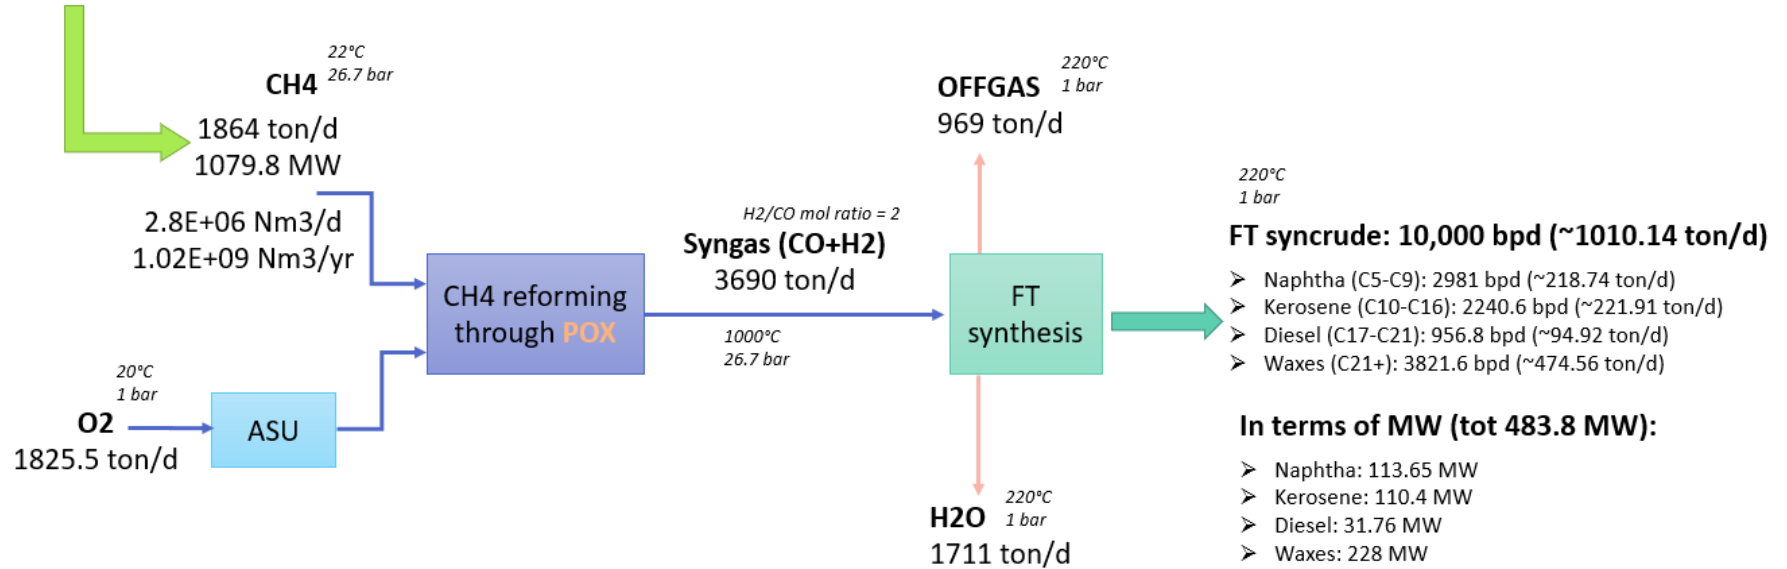 22°C
26.7 bar
CH4
1864 ton/d
1079.8 MW
2.8E+06 Nm3/d
1.02E+09 Nm3/yr
20°C
1 bar
O2
1825.5 ton/d
ASU
CH4 reforming
through POX
H2/CO mol ratio = 2
Syngas (CO+H2)
3690 ton/d
1000°C
26.7 bar
220°C
1 bar
OFFGAS
969 ton/d
FT
synthesis
220°C
1 bar
H2O
1711 ton/d
220°C
1 bar
FT syncrude: 10,000 bpd (~1010.14 ton/d)
➢ Naphtha (C5-C9): 2981 bpd (~218.74 ton/d)
➢ Kerosene (C10-C16): 2240.6 bpd (~221.91 ton/d)
➢ Diesel (C17-C21): 956.8 bpd (~94.92 ton/d)
➢ Waxes (C21+): 3821.6 bpd (~474.56 ton/d)
In terms of MW (tot 483.8 MW):
➢ Naphtha: 113.65 MW
➢ Kerosene: 110.4 MW
➢ Diesel: 31.76 MW
➢ Waxes: 228 MW